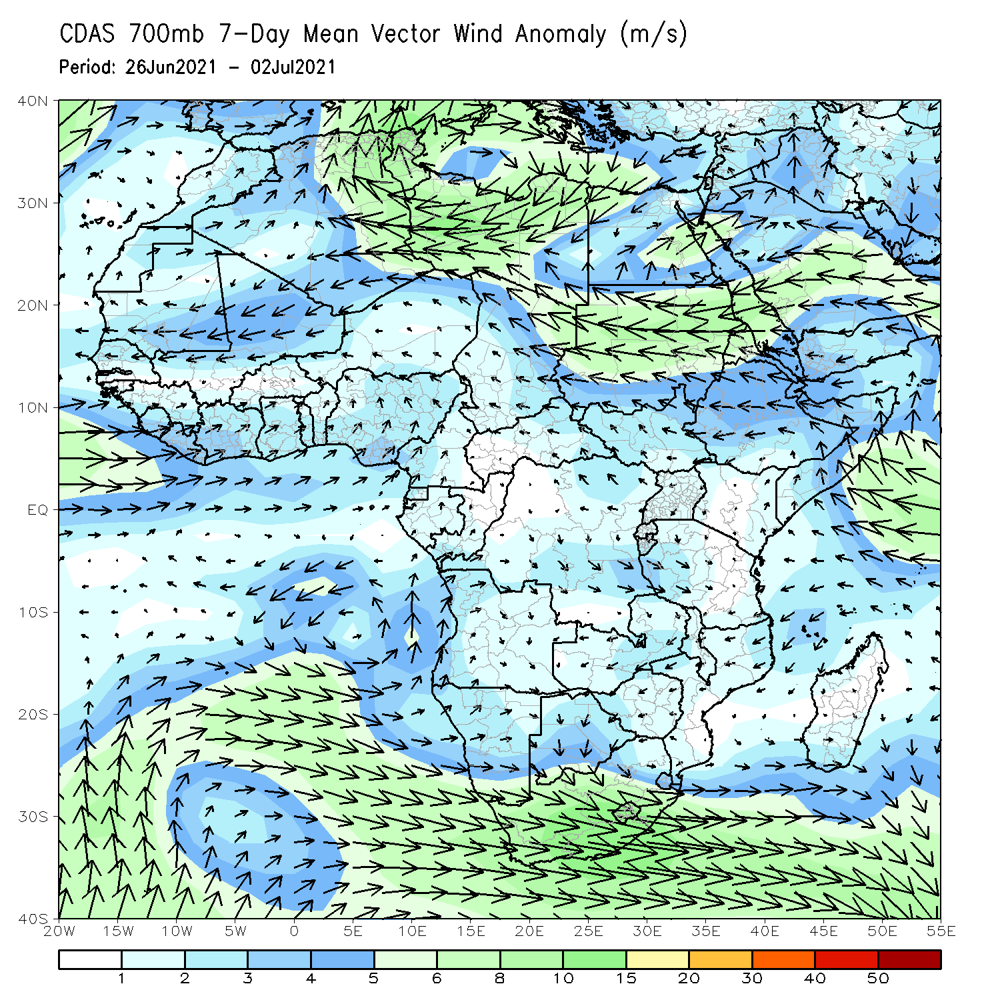 CDAS 700mb 7-Day Mean Vector Wind Anomaly (m/s)
Period: 26Jun2021 - 02Jul2021
40N
30N
20N
10N
EQ
10S
20S
30S
40S
20W 15W 10W 5W 0 5E 10E 15E 20E 25E 30E 35E 40E 45E 50E 55E
1 2 3 4 5 6 8 10 15 20 30 40 50